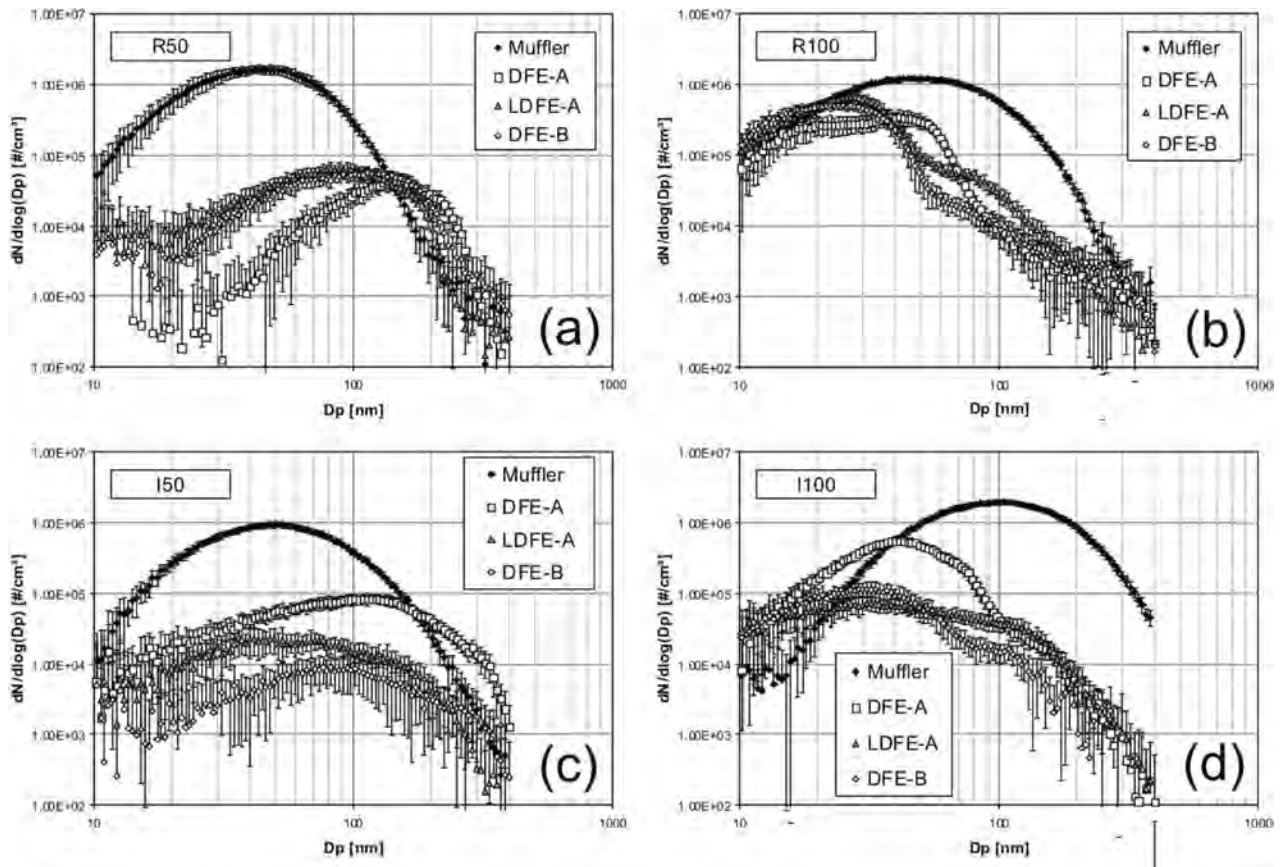 R50
Muffler
DFE-A
LDFE-A
DFE-B
1.00E+07
1.00E+06
1.00E+05
1.00E+04
1.00E+03
1.00E+02
dN/dlog(Dp) [#/cm³]
(a)
10
100
1000
Dp [nm]
R100
Muffler
DFE-A
LDFE-A
DFE-B
1.00E+07
1.00E+06
1.00E+05
1.00E+04
1.00E+03
1.00E+02
dN/dlog(Dp) [#/cm³]
(b)
10
100
1000
Dp [nm]
I50
Muffler
DFE-A
LDFE-A
DFE-B
1.00E+07
1.00E+06
1.00E+05
1.00E+04
1.00E+03
1.00E+02
dN/dlog(Dp) [#/cm³]
(c)
10
100
1000
Dp [nm]
I100
Muffler
DFE-A
LDFE-A
DFE-B
1.00E+07
1.00E+06
1.00E+05
1.00E+04
1.00E+03
1.00E+02
dN/dlog(Dp) [#/cm³]
(d)
10
100
1000
Dp [nm]